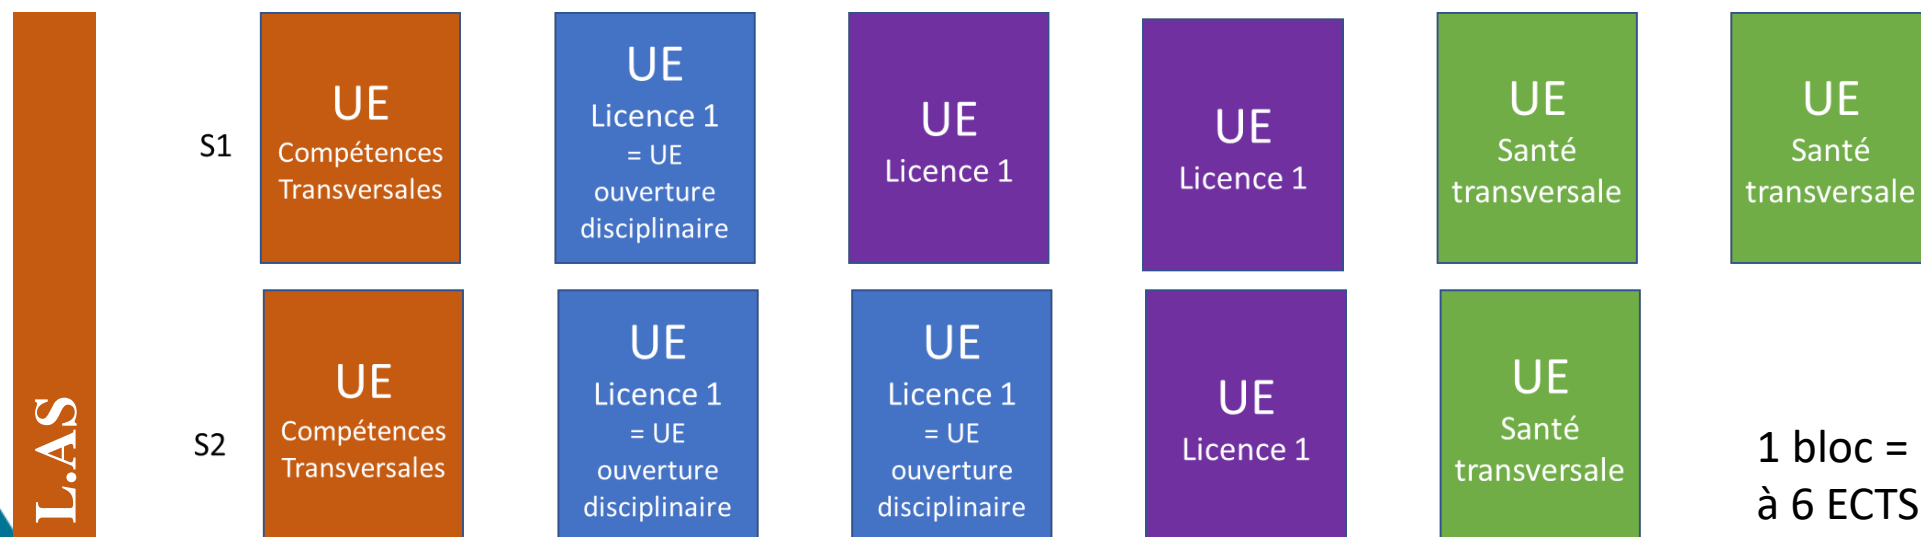 L.AS
S1
UE
Compétences
Transversales
UE
Licence 1
= UE
ouverture
disciplinaire
UE
Licence 1
UE
Licence 1
UE
Santé
transversale
UE
Santé
transversale
S2
UE
Compétences
Transversales
UE
Licence 1
= UE
ouverture
disciplinaire
UE
Licence 1
= UE
ouverture
disciplinaire
UE
Licence 1
UE
Santé
transversale
1 bloc =
à 6 ECTS